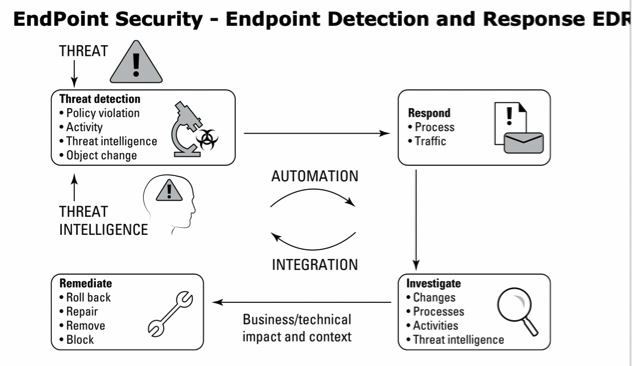 EndPoint Security - Endpoint Detection and Response EDR
THREAT
Threat detection
• Policy violation
• Activity
• Threat intelligence
• Object change
Respond
• Process
• Traffic
THREAT
INTELLIGENCE
AUTOMATION
INTEGRATION
Remediate
• Roll back
• Repair
• Remove
• Block
Business/technical
impact and context
Investigate
• Changes
• Processes
• Activities
• Threat intelligence